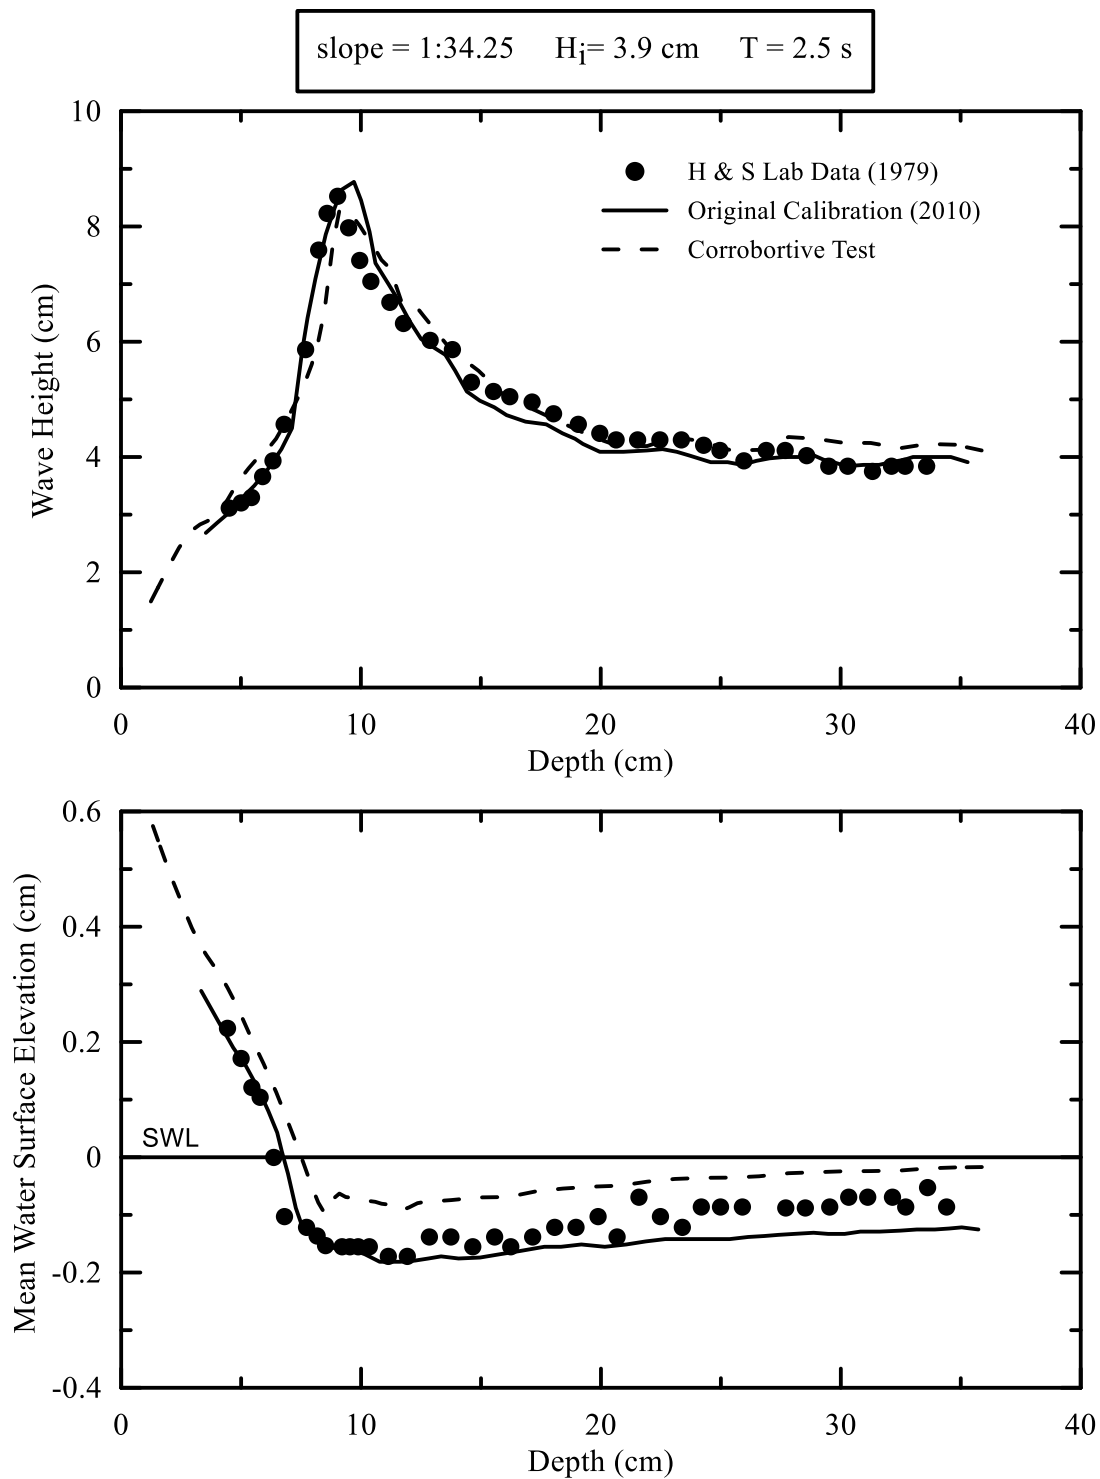 slope = 1:34.25 Hi= 3.9 cm T = 2.5 s
10
8
6
4
2
0
Wave Height (cm)
H & S Lab Data (1979)
Original Calibration (2010)
Corrobortive Test
0 10 20 30 40
Depth (cm)
0.6
0.4
0.2
0
-0.2
-0.4
Mean Water Surface Elevation (cm)
SWL
0 10 20 30 40
Depth (cm)